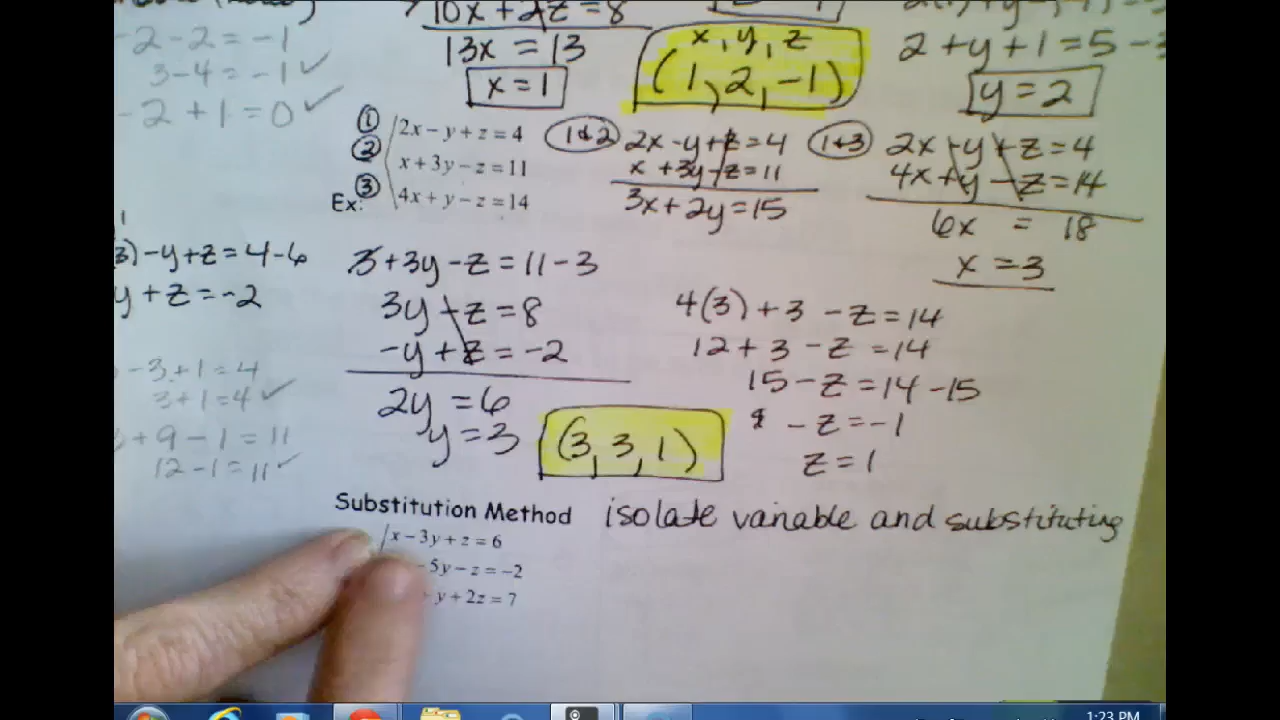 10x + 2z = 8
13x = 13
x = 1
x, y, z
(1, 2, -1)
2 + y + 1 = 5 - 3
y = 2
-2 - 2 = -1
3 - 4 = -1 ✓
- 2 + 1 = 0 ✓
① 2x - y + z = 4
② x + 3y - z = 11
③ 4x + y - z = 14
Ex:
1 & 2
2x - y + z = 4
x + 3y - z = 11
3x + 2y = 15
1 & 3
2x - y + z = 4
4x + y - z = 14
6x = 18
x = 3
3) - y + z = 4 - 6
y + z = -2
3 + 3y - z = 11 - 3
3y - z = 8
-y + z = -2
2y = 6
y = 3
(3, 3, 1)
4(3) + 3 - z = 14
12 + 3 - z = 14
15 - z = 14 - 15
- z = -1
z = 1
- 3 + 1 = 4
3 + 1 = 4 ✓
+ 9 - 1 = 11
12 - 1 = 11 ✓
Substitution Method isolate variable and substituting
x - 3y + z = 6
- 5y - z = -2
y + 2z = 7
1:23 PM